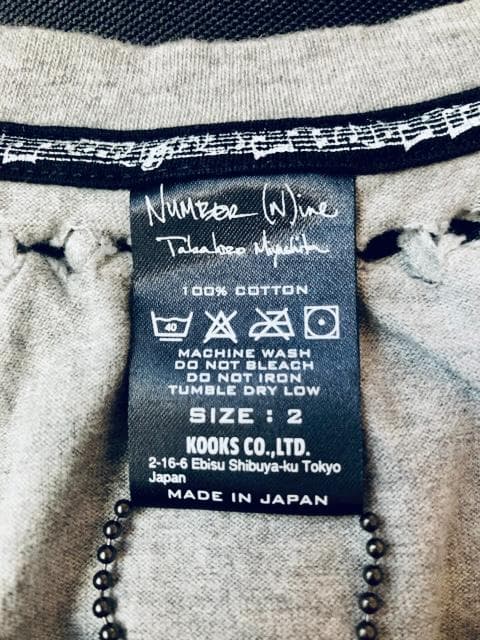 NUMBER (N)ine
Takahiro Miyashita
100% COTTON
40
MACHINE WASH
DO NOT BLEACH
DO NOT IRON
TUMBLE DRY LOW
SIZE : 2
KOOKS CO.,LTD.
2-16-6 Ebisu Shibuya-ku Tokyo
Japan
MADE IN JAPAN